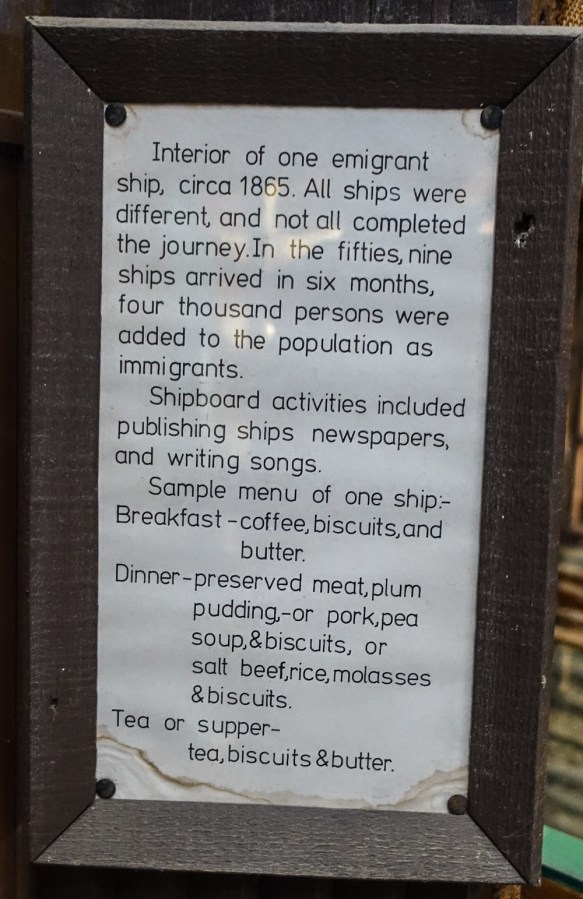 Interior of one emigrant
ship, circa 1865. All ships were
different, and not all completed
the journey. In the fifties, nine
ships arrived in six months,
four thousand persons were
added to the population as
immigrants.
Shipboard activities included
publishing ships newspapers,
and writing songs.
Sample menu of one ship:-
Breakfast - coffee, biscuits, and
butter.
Dinner - preserved meat, plum
pudding,- or pork, pea
soup, & biscuits, or
salt beef, rice, molasses
& biscuits.
Tea or supper-
tea, biscuits & butter.